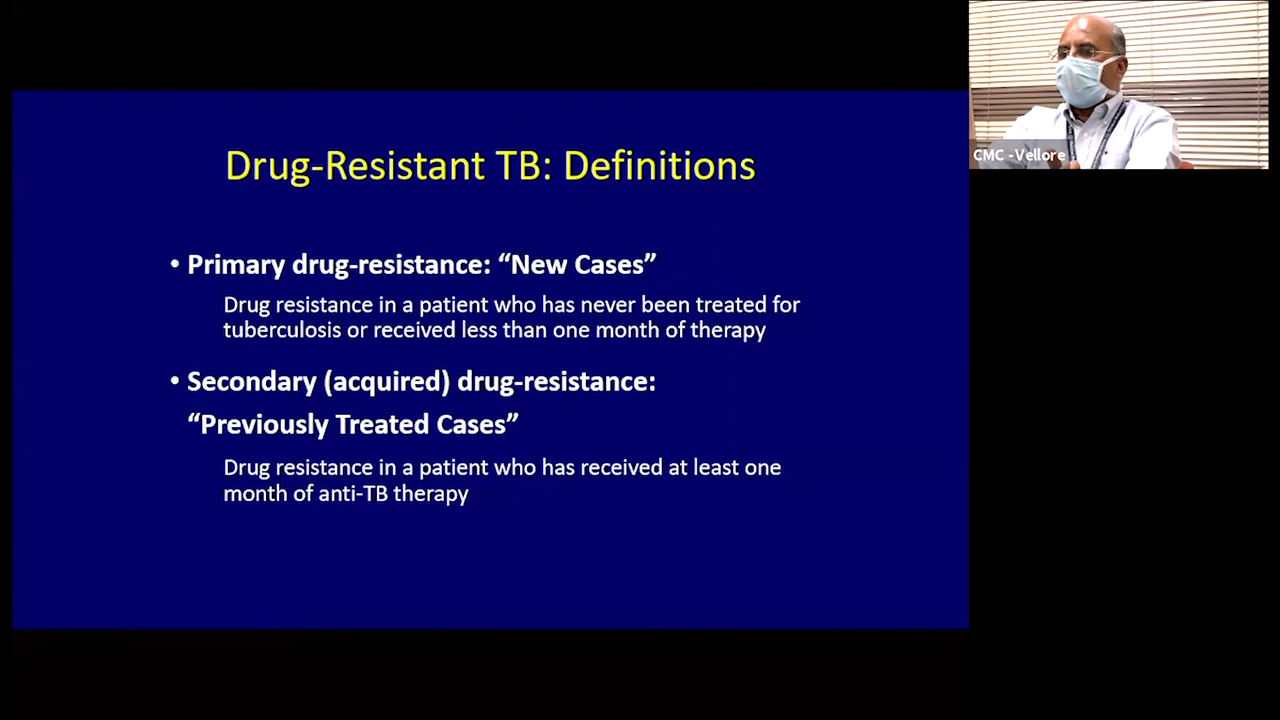 Drug-Resistant TB: Definitions
• Primary drug-resistance: “New Cases”
Drug resistance in a patient who has never been treated for
tuberculosis or received less than one month of therapy
• Secondary (acquired) drug-resistance:
“Previously Treated Cases”
Drug resistance in a patient who has received at least one
month of anti-TB therapy
CMC -Vellore